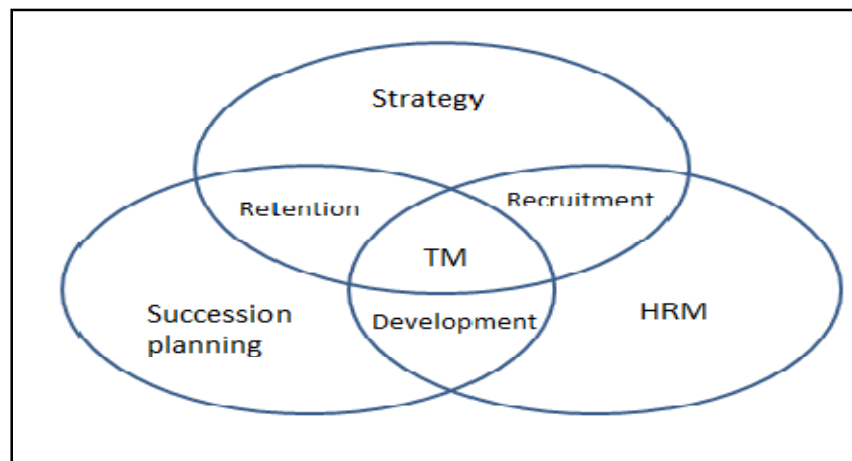 Strategy
Retention
Recruitment
TM
Succession
planning
Development
HRM